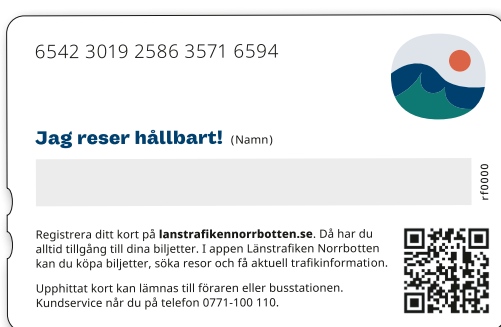 6542 3019 2586 3571 6594
Jag reser hållbart! (Namn)
rf0000
Registrera ditt kort på lanstrafikennorrbotten.se. Då har du
alltid tillgång till dina biljetter. I appen Länstrafiken Norrbotten
kan du köpa biljetter, söka resor och få aktuell trafikinformation.
Upphittat kort kan lämnas till föraren eller busstationen.
Kundservice når du på telefon 0771-100 110.